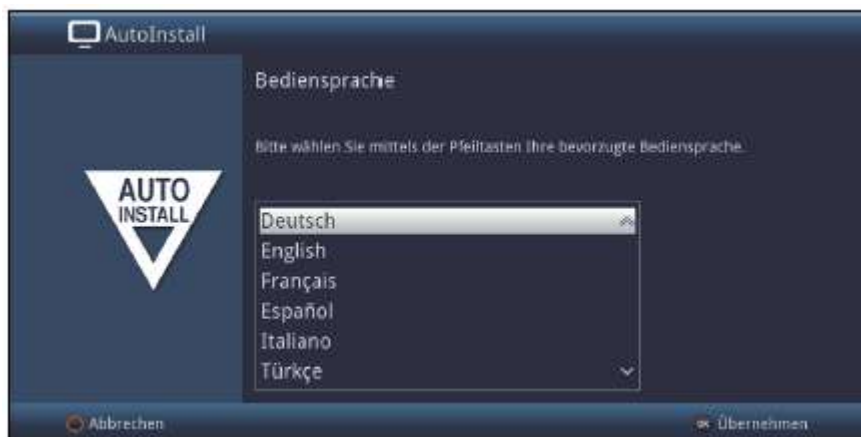 AutoInstall
Bediensprache
Bitte wählen Sie mittels der Pfeiltasten Ihre bevorzugte Bediensprache.
AUTO
INSTALL
Deutsch
English
Français
Español
Italiano
Türkçe
Abbrechen
OK Übernehmen